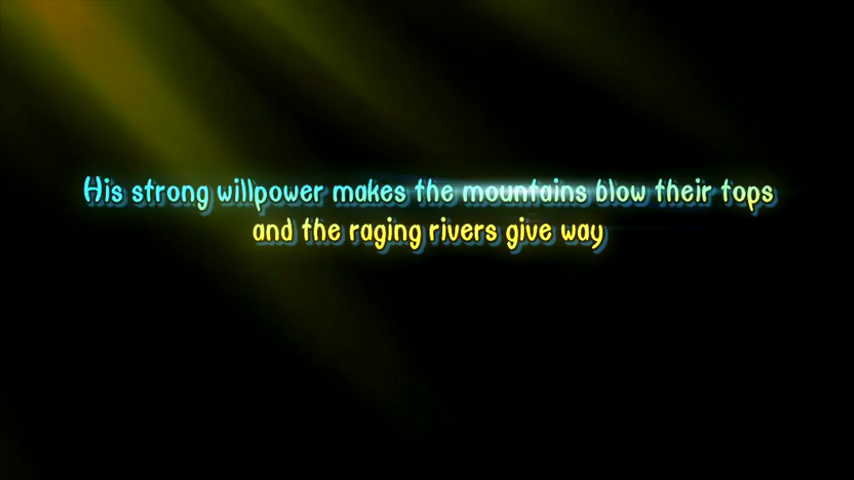 His strong willpower makes the mountains blow their tops
and the raging rivers give way